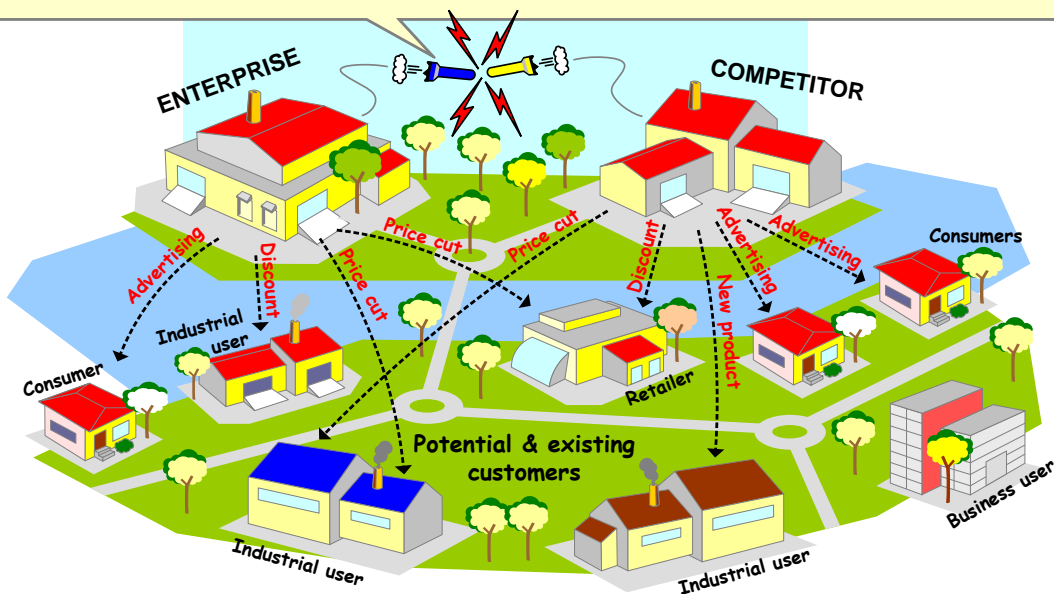 ENTERPRISE
COMPETITOR
Advertising
Discount
Price cut
Price cut
Price cut
Discount
New product
Advertising
Advertising
Consumers
Industrial
user
Consumer
Retailer
Potential & existing
customers
Business user
Industrial user
Industrial user